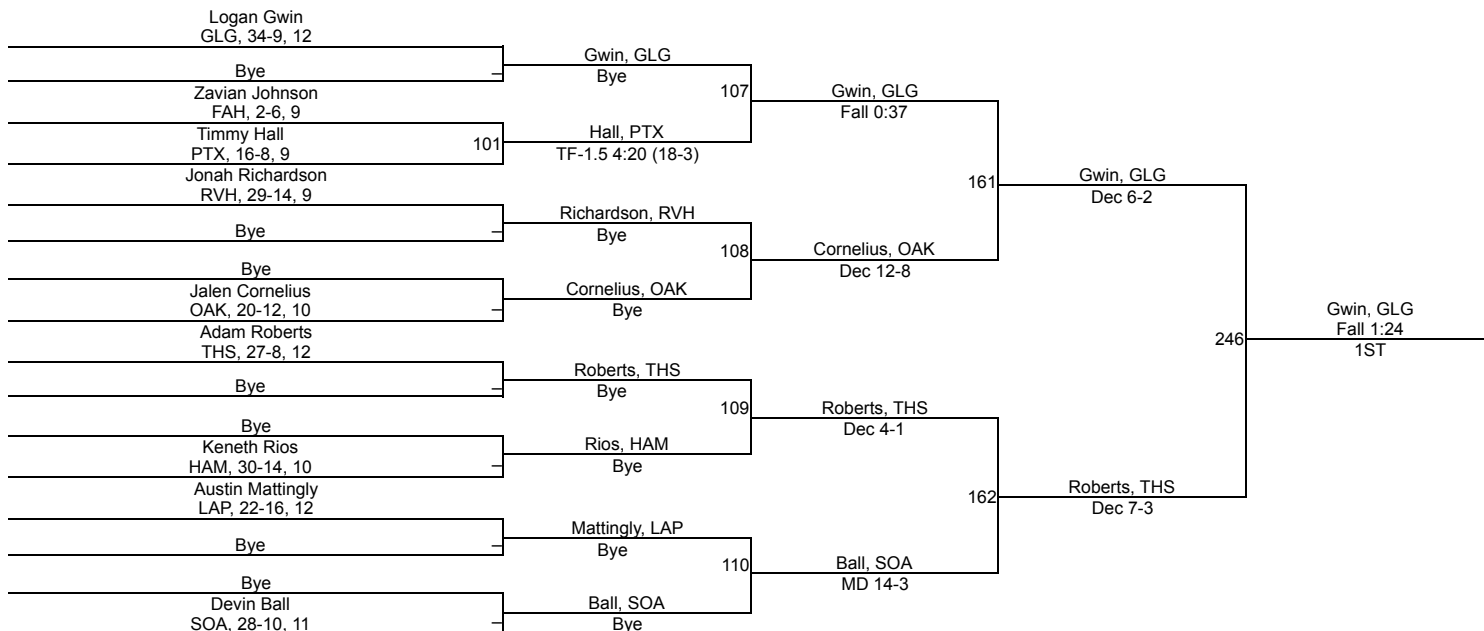 Logan Gwin
GLG, 34-9, 12
Bye
Zavian Johnson
FAH, 2-6, 9
Timmy Hall
PTX, 16-8, 9
Jonah Richardson
RVH, 29-14, 9
Bye
Bye
Jalen Cornelius
OAK, 20-12, 10
Adam Roberts
THS, 27-8, 12
Bye
Bye
Keneth Rios
HAM, 30-14, 10
Austin Mattingly
LAP, 22-16, 12
Bye
Bye
Devin Ball
SOA, 28-10, 11
101
Gwin, GLG
Bye
Hall, PTX
TF-1.5 4:20 (18-3)
Richardson, RVH
Bye
Cornelius, OAK
Bye
Roberts, THS
Bye
Rios, HAM
Bye
Mattingly, LAP
Bye
Ball, SOA
Bye
107
108
109
110
Gwin, GLG
Fall 0:37
Cornelius, OAK
Dec 12-8
Roberts, THS
Dec 4-1
Ball, SOA
MD 14-3
161
162
Gwin, GLG
Dec 6-2
Roberts, THS
Dec 7-3
246
Gwin, GLG
Fall 1:24
1ST